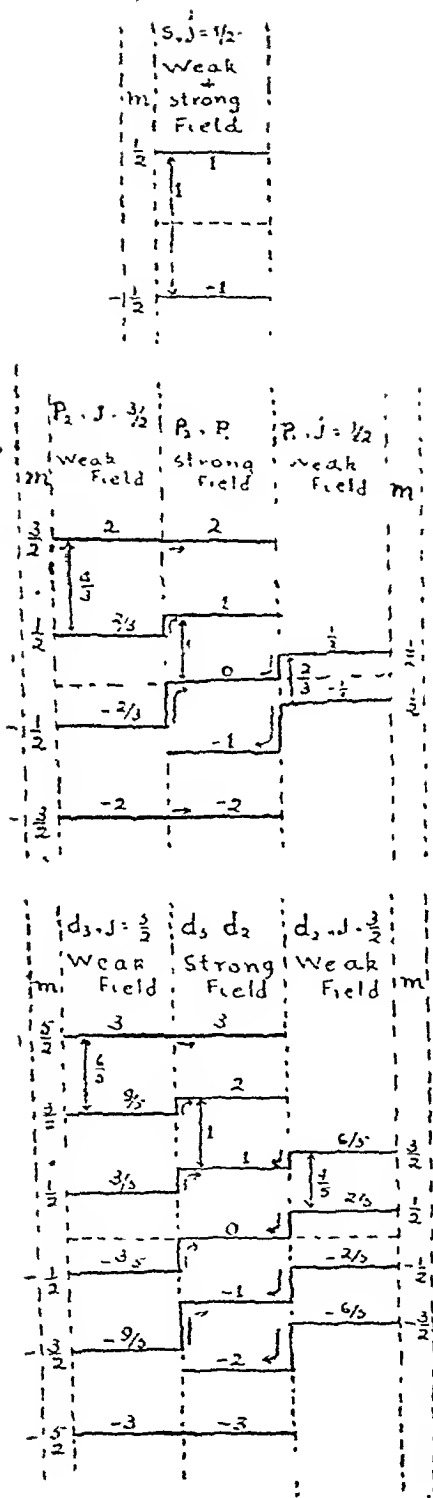 s, j = 1/2
Weak
+
m strong
Field
1/2 1
1
-1/2 -1
P2, J - 3/2 P2, P, P, J = 1/2
Weak Strong Weak
m Field Field Field m
3/2 2 2
1/2 2/3 1
1
0 1/2 1/2
2/3
-1/2 -2/3
-1
-3/2 -2 -2
d3, J = 5/2 d3 d2 d2, J - 3/2
Weak Strong Weak
m Field Field Field m
5/2 3 3
6/5
9/5 2
1
1/2 3/5 1 6/5 3/2
4/5
0 2/5 1/2
-1/2 -3/5 -2/5 -1/2
-1 -6/5 -3/2
-3/2 -9/5 -2
-5/2 -3 -3